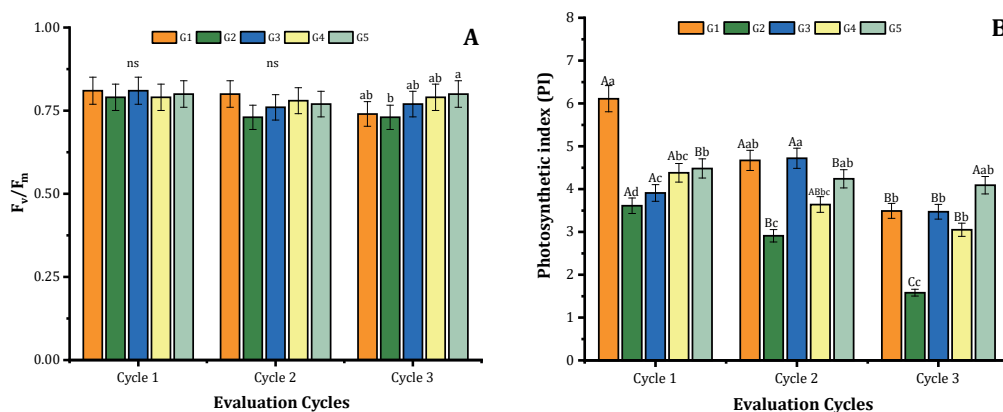 A
G1 G2 G3 G4 G5
1.00
0.75
0.50
0.25
0.00
Fv/Fm
ns
ns
ab b ab ab a
Cycle 1 Cycle 2 Cycle 3
Evaluation Cycles
B
G1 G2 G3 G4 G5
8
7
6
5
4
3
2
1
0
Photosynthetic index (PI)
Aa Ad Ac Abc Bb
Aab Bc Aa ABbc Bab
Bb Cc Bb Bb Aab
Cycle 1 Cycle 2 Cycle 3
Evaluation Cycles